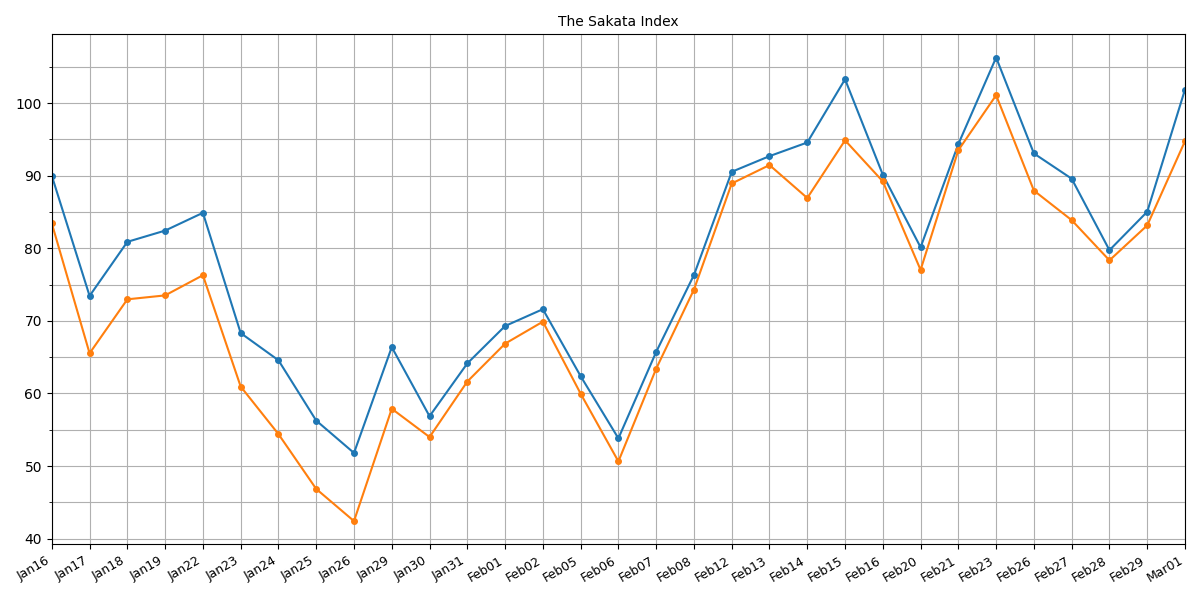 The Sakata Index
100
90
80
70
60
50
40
Jan16
Jan17
Jan18
Jan19
Jan22
Jan23
Jan24
Jan25
Jan26
Jan29
Jan30
Jan31
Feb01
Feb02
Feb05
Feb06
Feb07
Feb08
Feb12
Feb13
Feb14
Feb15
Feb16
Feb20
Feb21
Feb23
Feb26
Feb27
Feb28
Feb29
Mar01